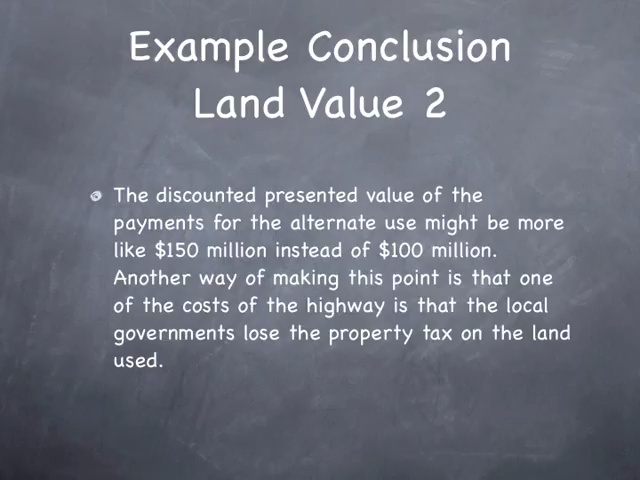 Example Conclusion
Land Value 2
The discounted presented value of the
payments for the alternate use might be more
like $150 million instead of $100 million.
Another way of making this point is that one
of the costs of the highway is that the local
governments lose the property tax on the land
used.